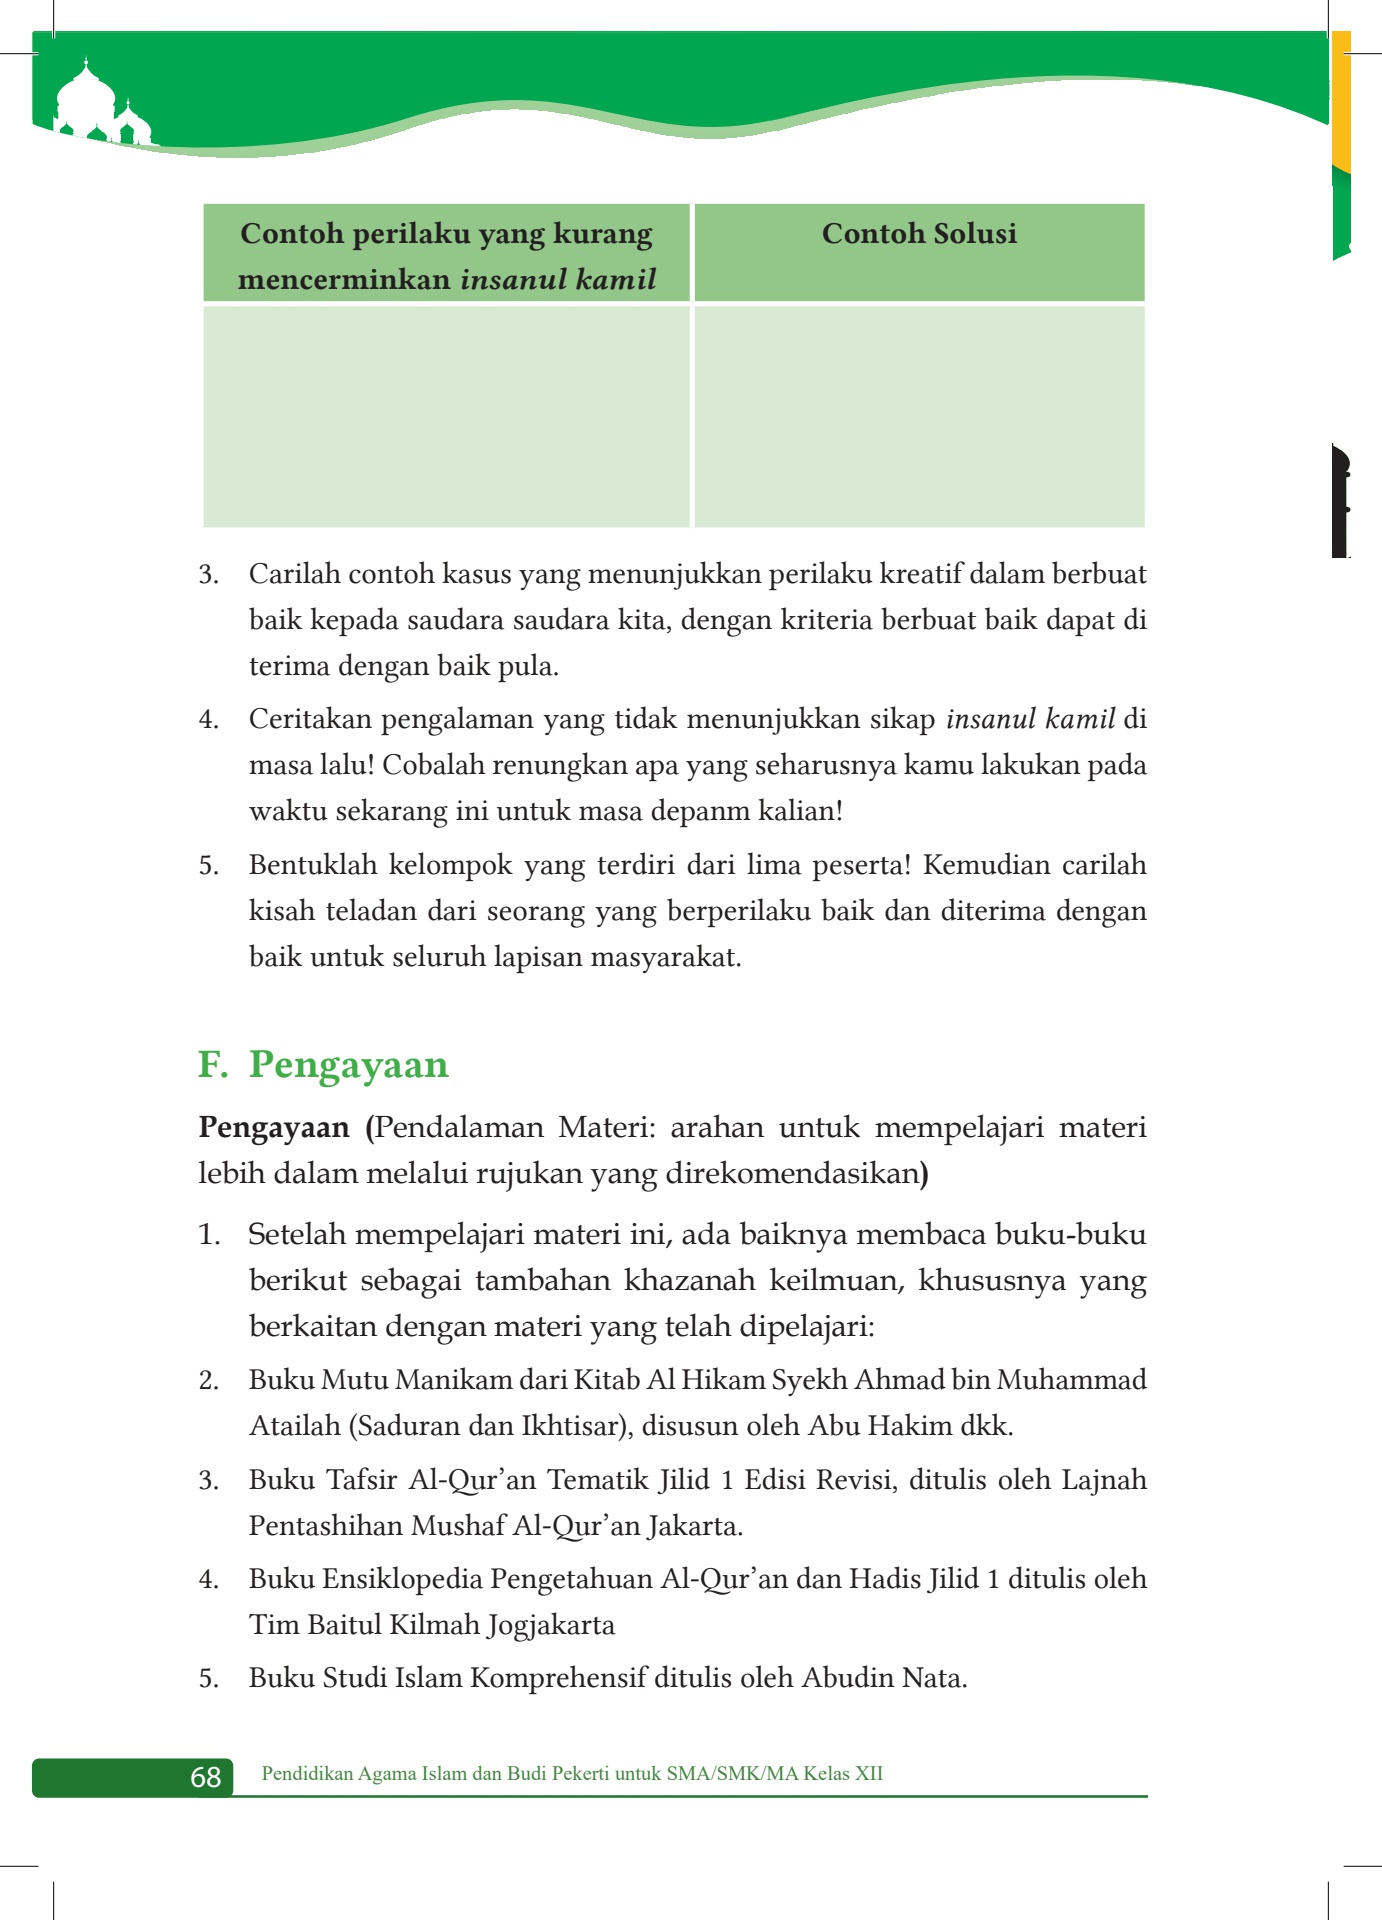 Contoh perilaku yang kurang
mencerminkan insanul kamil
Contoh Solusi
3. Carilah contoh kasus yang menunjukkan perilaku kreatif dalam berbuat
baik kepada saudara saudara kita, dengan kriteria berbuat baik dapat di
terima dengan baik pula.
4. Ceritakan pengalaman yang tidak menunjukkan sikap insanul kamil di
masa lalu! Cobalah renungkan apa yang seharusnya kamu lakukan pada
waktu sekarang ini untuk masa depanm kalian!
5. Bentuklah kelompok yang terdiri dari lima peserta! Kemudian carilah
kisah teladan dari seorang yang berperilaku baik dan diterima dengan
baik untuk seluruh lapisan masyarakat.
F. Pengayaan
Pengayaan (Pendalaman Materi: arahan untuk mempelajari materi
lebih dalam melalui rujukan yang direkomendasikan)
1. Setelah mempelajari materi ini, ada baiknya membaca buku-buku
berikut sebagai tambahan khazanah keilmuan, khususnya yang
berkaitan dengan materi yang telah dipelajari:
2. Buku Mutu Manikam dari Kitab Al Hikam Syekh Ahmad bin Muhammad
Atailah (Saduran dan Ikhtisar), disusun oleh Abu Hakim dkk.
3. Buku Tafsir Al-Qur’an Tematik Jilid 1 Edisi Revisi, ditulis oleh Lajnah
Pentashihan Mushaf Al-Qur’an Jakarta.
4. Buku Ensiklopedia Pengetahuan Al-Qur’an dan Hadis Jilid 1 ditulis oleh
Tim Baitul Kilmah Jogjakarta
5. Buku Studi Islam Komprehensif ditulis oleh Abudin Nata.
68 Pendidikan Agama Islam dan Budi Pekerti untuk SMA/SMK/MA Kelas XII